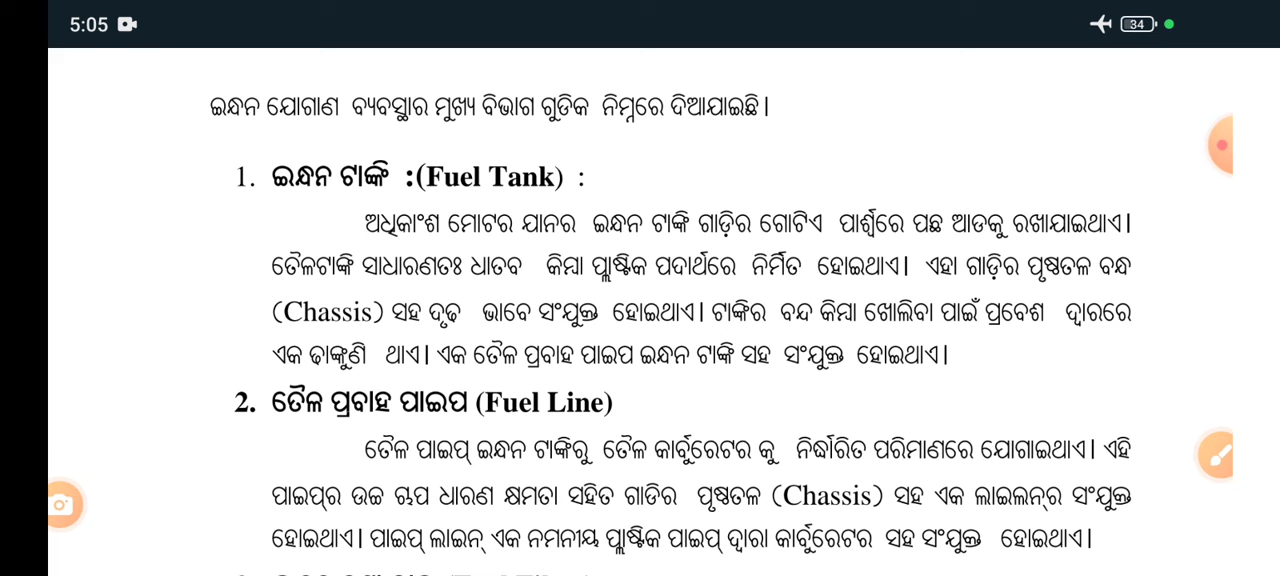 5:05
34
ଇନ୍ଧନ ଯୋଗାଣ ବ୍ୟବସ୍ଥାର ମୁଖ୍ୟ ବିଭାଗ ଗୁଡିକ ନିମ୍ନରେ ଦିଆଯାଇଛି।
1. ଇନ୍ଧନ ଟାଙ୍କି :(Fuel Tank) :
ଅଧିକାଂଶ ମୋଟର ଯାନର ଇନ୍ଧନ ଟାଙ୍କି ଗାଡ଼ିର ଗୋଟିଏ ପାର୍ଶ୍ୱରେ ପଛ ଆଡକୁ ରଖାଯାଇଥାଏ।
ତୈଳଟାଙ୍କି ସାଧାରଣତଃ ଧାତବ କିମ୍ବା ପ୍ଲାଷ୍ଟିକ ପଦାର୍ଥରେ ନିର୍ମିତ ହୋଇଥାଏ। ଏହା ଗାଡ଼ିର ପୃଷ୍ଠତଳ ବନ୍ଧ
(Chassis) ସହ ଦୃଢ ଭାବେ ସଂଯୁକ୍ତ ହୋଇଥାଏ। ଟାଙ୍କିର ବନ୍ଦ କିମ୍ବା ଖୋଲିବା ପାଇଁ ପ୍ରବେଶ ଦ୍ୱାରରେ
ଏକ ଢାଙ୍କୁଣି ଥାଏ। ଏକ ତୈଳ ପ୍ରବାହ ପାଇପ ଇନ୍ଧନ ଟାଙ୍କି ସହ ସଂଯୁକ୍ତ ହୋଇଥାଏ।
2. ତୈଳ ପ୍ରବାହ ପାଇପ (Fuel Line)
ତୈଳ ପାଇପ୍ ଇନ୍ଧନ ଟାଙ୍କିରୁ ତୈଳ କାର୍ବୁରେଟର କୁ ନିର୍ଦ୍ଧାରିତ ପରିମାଣରେ ଯୋଗାଇଥାଏ। ଏହି
ପାଇପ୍‌ର ଉଚ୍ଚ ଋପ ଧାରଣ କ୍ଷମତା ସହିତ ଗାଡିର ପୃଷ୍ଠତଳ (Chassis) ସହ ଏକ ଲାଇଲନ୍‌ର ସଂଯୁକ୍ତ
ହୋଇଥାଏ। ପାଇପ୍ ଲାଇନ୍ ଏକ ନମନୀୟ ପ୍ଲାଷ୍ଟିକ ପାଇପ୍ ଦ୍ୱାରା କାର୍ବୁରେଟର ସହ ସଂଯୁକ୍ତ ହୋଇଥାଏ।